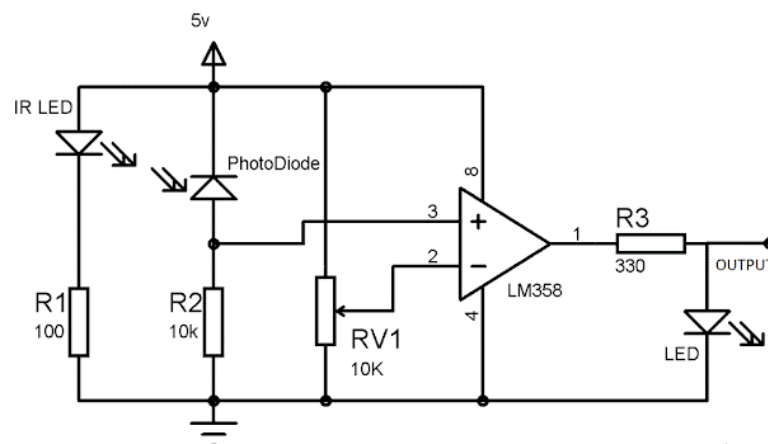 5v
IR LED
PhotoDiode
8
3
+
1
R3
2
−
330
OUTPUT
LM358
R1
100
R2
10k
4
RV1
10K
LED